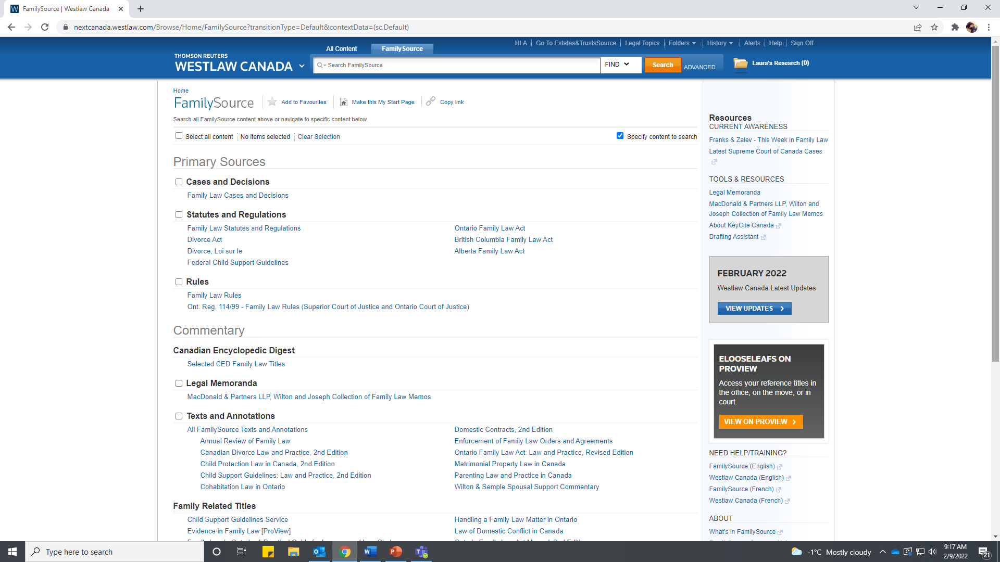 FamilySource | Westlaw Canada
nextcanada.westlaw.com/Browse/Home/FamilySource?transitionType=Default&contextData=(sc.Default)
HLA
Go To Estates&TrustsSource
Legal Topics
Folders
History
Alerts
Help
Sign Off
All Content
FamilySource
THOMSON REUTERS
WESTLAW CANADA
Search FamilySource
FIND
Search
ADVANCED
Laura's Research (0)
Home
FamilySource
Add to Favourites
Make this My Start Page
Copy link
Search all FamilySource content above or navigate to specific content below.
Select all content
No items selected
Clear Selection
Specify content to search
Primary Sources
Cases and Decisions
Family Law Cases and Decisions
Statutes and Regulations
Family Law Statutes and Regulations
Divorce Act
Divorce, Loi sur le
Federal Child Support Guidelines
Ontario Family Law Act
British Columbia Family Law Act
Alberta Family Law Act
Rules
Family Law Rules
Ont. Reg. 114/99 - Family Law Rules (Superior Court of Justice and Ontario Court of Justice)
Commentary
Canadian Encyclopedic Digest
Selected CED Family Law Titles
Legal Memoranda
MacDonald & Partners LLP, Wilton and Joseph Collection of Family Law Memos
Texts and Annotations
All FamilySource Texts and Annotations
Annual Review of Family Law
Canadian Divorce Law and Practice, 2nd Edition
Child Protection Law in Canada, 2nd Edition
Child Support Guidelines: Law and Practice, 2nd Edition
Cohabitation Law in Ontario
Domestic Contracts, 2nd Edition
Enforcement of Family Law Orders and Agreements
Ontario Family Law Act: Law and Practice, Revised Edition
Matrimonial Property Law in Canada
Parenting Law and Practice in Canada
Wilton & Semple Spousal Support Commentary
Family Related Titles
Child Support Guidelines Service
Evidence in Family Law [ProView]
Handling a Family Law Matter in Ontario
Law of Domestic Conflict in Canada
Resources
CURRENT AWARENESS
Franks & Zalev - This Week in Family Law
Latest Supreme Court of Canada Cases
TOOLS & RESOURCES
Legal Memoranda
MacDonald & Partners LLP, Wilton and
Joseph Collection of Family Law Memos
About KeyCite Canada
Drafting Assistant
FEBRUARY 2022
Westlaw Canada Latest Updates
VIEW UPDATES
ELOOSELEAFS ON
PROVIEW
Access your reference titles in
the office, on the move, or in
court.
VIEW ON PROVIEW
NEED HELP/TRAINING?
FamilySource (English)
Westlaw Canada (English)
FamilySource (French)
Westlaw Canada (French)
ABOUT
What's in FamilySource
Type here to search
-1°C Mostly cloudy
9:17 AM
2/9/2022
21